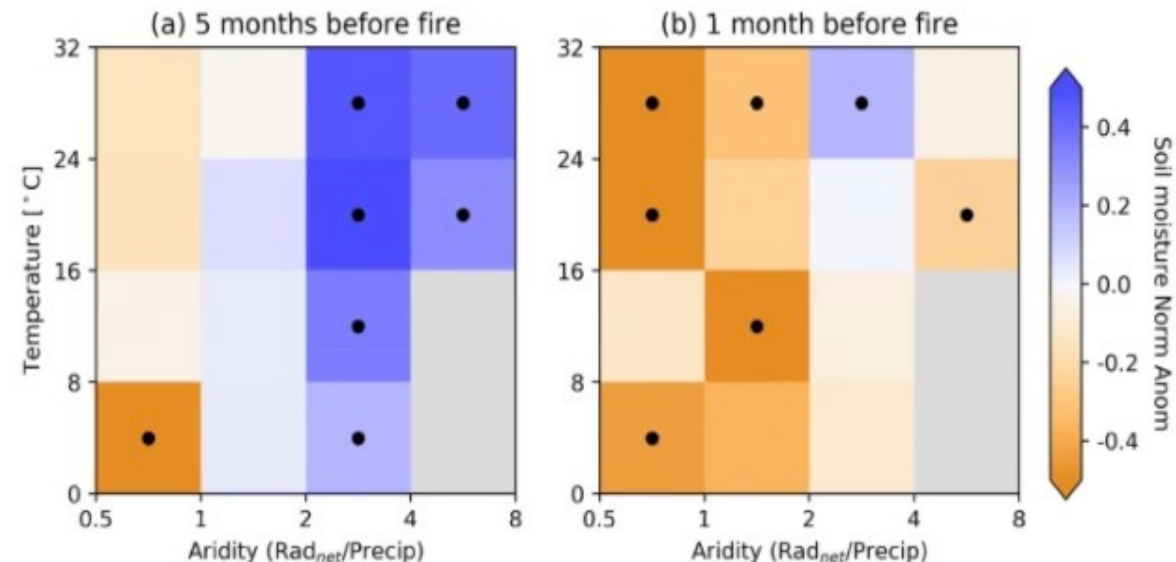 (a) 5 months before fire
(b) 1 month before fire
32
24
16
8
0
Temperature [°C]
0.5 1 2 4 8
Aridity (Rad_net/Precip)
0.5 1 2 4 8
Aridity (Rad_net/Precip)
0.4
0.2
0.0
-0.2
-0.4
Soil moisture Norm Anom
32
24
16
8
0